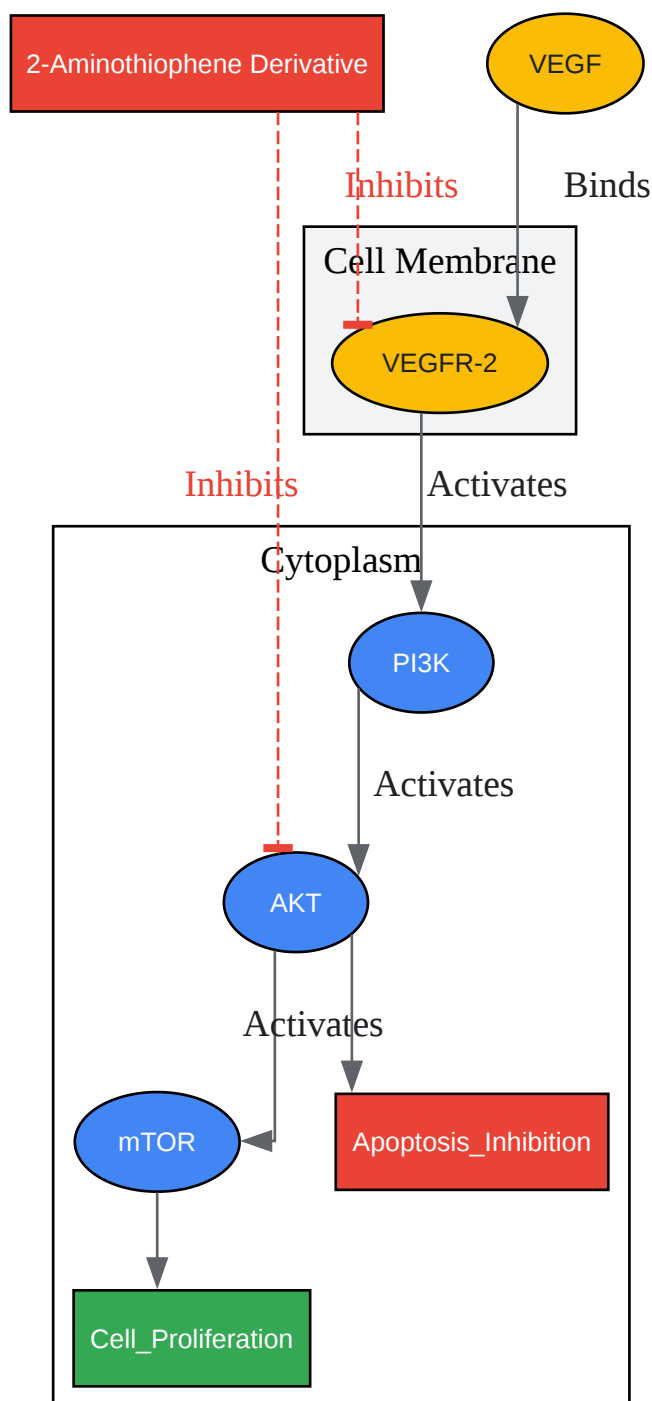 2-Aminothiophene Derivative
VEGF
Inhibits
Binds
Cell Membrane
VEGFR-2
Inhibits
Activates
Cytoplasm
PI3K
Activates
AKT
Activates
mTOR
Apoptosis_Inhibition
Cell_Proliferation